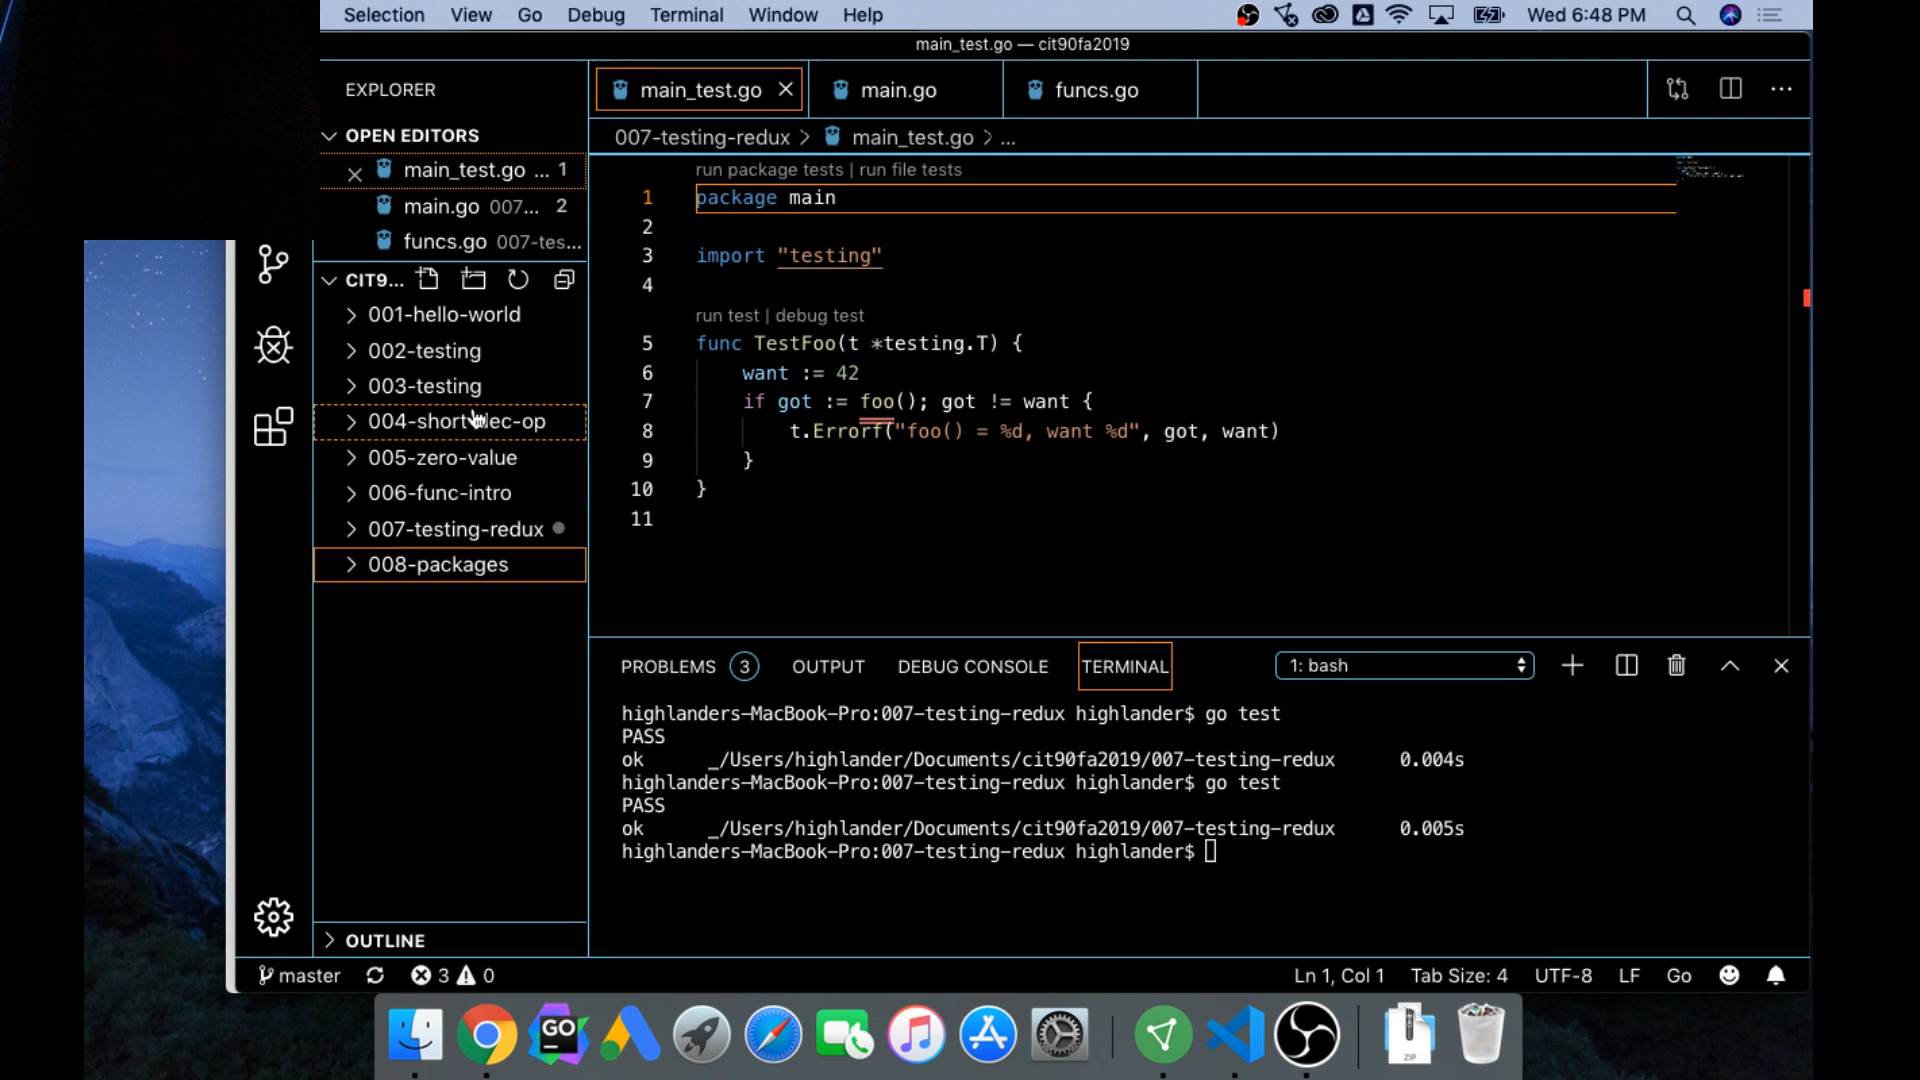 Selection View Go Debug Terminal Window Help Wed 6:48 PM
main_test.go — cit90fa2019
EXPLORER
OPEN EDITORS
main_test.go ... 1
main.go 007... 2
funcs.go 007-tes...
CIT9...
001-hello-world
002-testing
003-testing
004-short-dec-op
005-zero-value
006-func-intro
007-testing-redux
008-packages
OUTLINE
main_test.go main.go funcs.go
007-testing-redux > main_test.go > ...
run package tests | run file tests
1 package main
2
3 import "testing"
4
run test | debug test
5 func TestFoo(t *testing.T) {
6 want := 42
7 if got := foo(); got != want {
8 t.Errorf("foo() = %d, want %d", got, want)
9 }
10 }
11
PROBLEMS 3 OUTPUT DEBUG CONSOLE TERMINAL 1: bash
highlanders-MacBook-Pro:007-testing-redux highlander$ go test
PASS
ok _/Users/highlander/Documents/cit90fa2019/007-testing-redux 0.004s
highlanders-MacBook-Pro:007-testing-redux highlander$ go test
PASS
ok _/Users/highlander/Documents/cit90fa2019/007-testing-redux 0.005s
highlanders-MacBook-Pro:007-testing-redux highlander$
master 3 0 Ln 1, Col 1 Tab Size: 4 UTF-8 LF Go
GO
ZIP